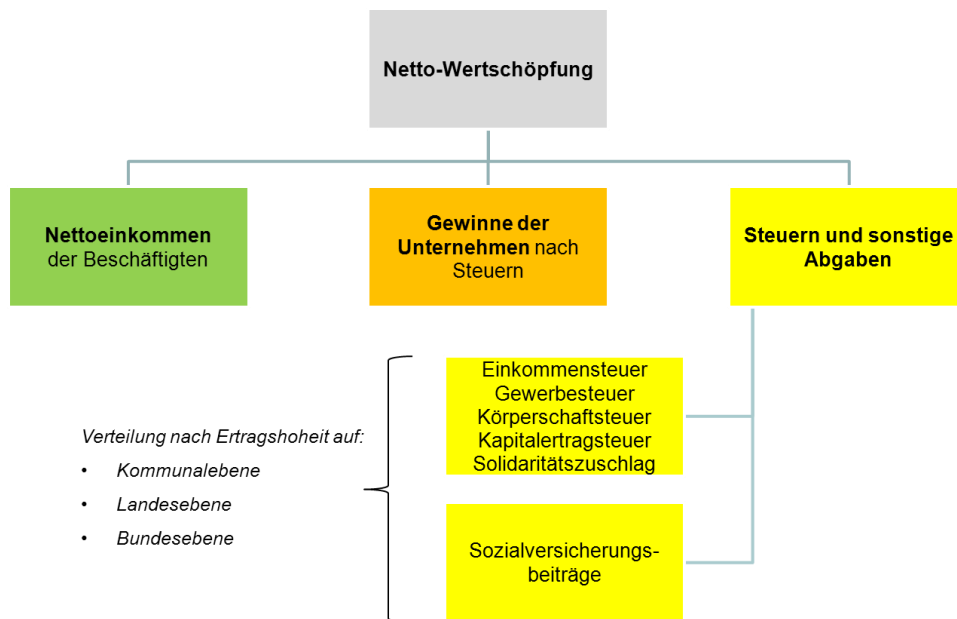 Netto-Wertschöpfung
Nettoeinkommen
der Beschäftigten
Gewinne der
Unternehmen nach
Steuern
Steuern und sonstige
Abgaben
Einkommensteuer
Gewerbesteuer
Körperschaftsteuer
Kapitalertragsteuer
Solidaritätszuschlag
Verteilung nach Ertragshoheit auf:
• Kommunalebene
• Landesebene
• Bundesebene
Sozialversicherungs-
beiträge